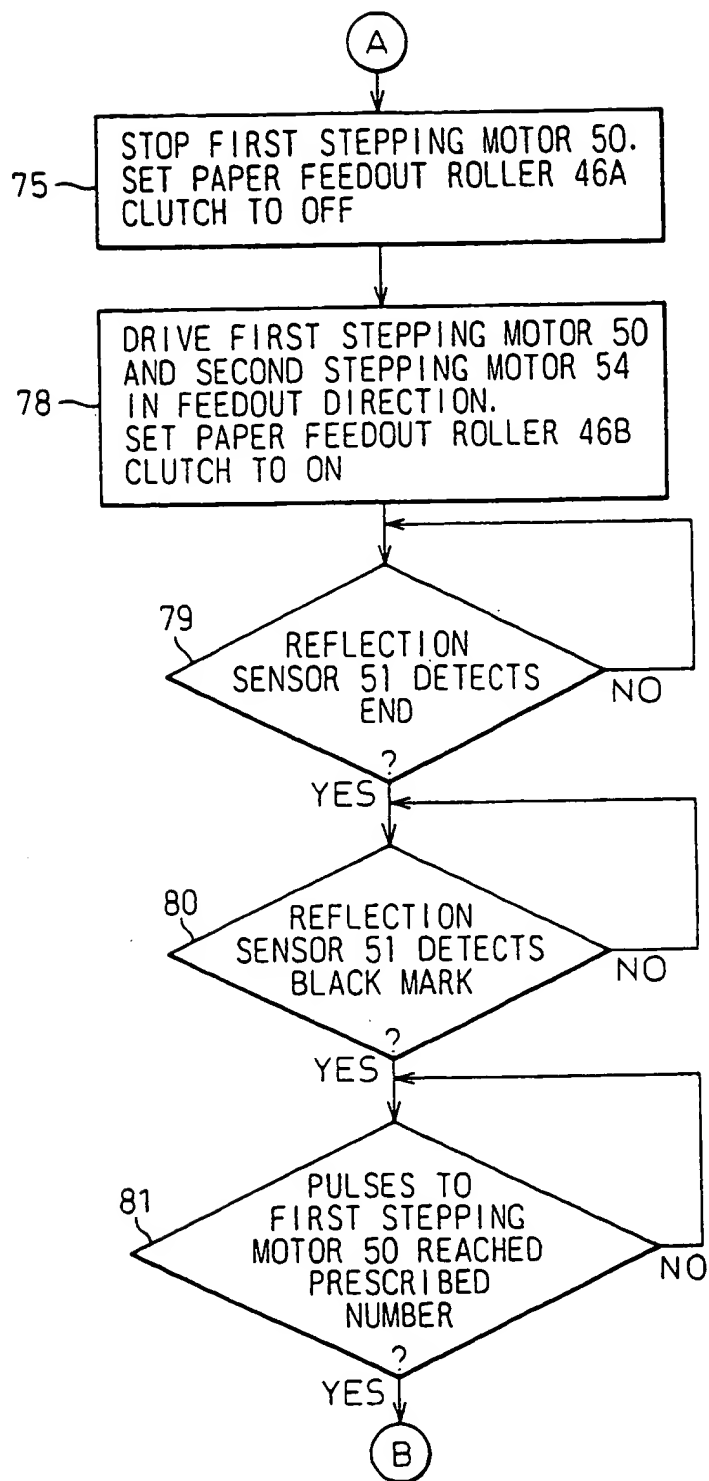 A
STOP FIRST STEPPING MOTOR 50.
SET PAPER FEEDOUT ROLLER 46A
CLUTCH TO OFF
75
DRIVE FIRST STEPPING MOTOR 50
AND SECOND STEPPING MOTOR 54
IN FEEDOUT DIRECTION.
SET PAPER FEEDOUT ROLLER 46B
CLUTCH TO ON
78
79
REFLECTION
SENSOR 51 DETECTS
END
?
NO
YES
80
REFLECTION
SENSOR 51 DETECTS
BLACK MARK
?
NO
YES
81
PULSES TO
FIRST STEPPING
MOTOR 50 REACHED
PRESCRIBED
NUMBER
?
NO
YES
B